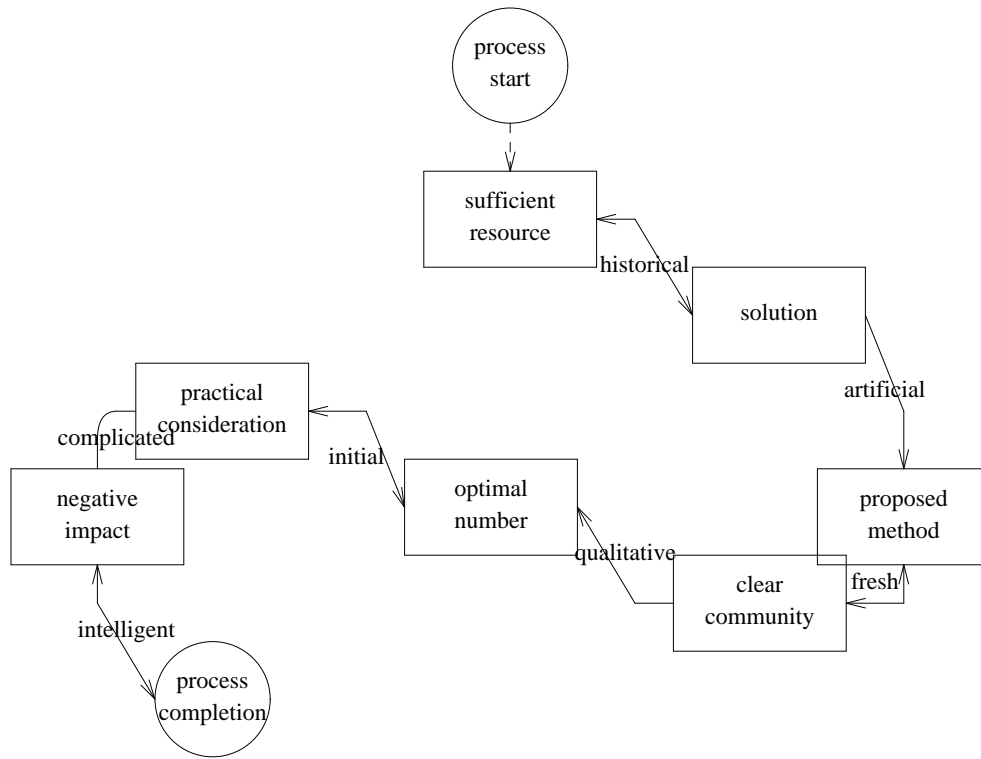 process
start
sufficient
resource
historical
solution
artificial
practical
consideration
complicated
initial
optimal
number
negative
impact
proposed
method
qualitative
clear
community
fresh
intelligent
process
completion